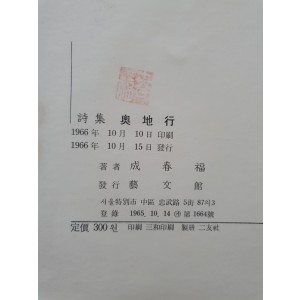 詩集 奧地行
1966年 10月 10日 印刷
1966年 10月 15日 發行
著者 成春福
發行 藝文館
서울特別市 中區 忠武路 5街 87의3
登錄 1965, 10, 14 ㉮ 第1664號
定價 300원 印刷 三和印刷 製冊 二友社